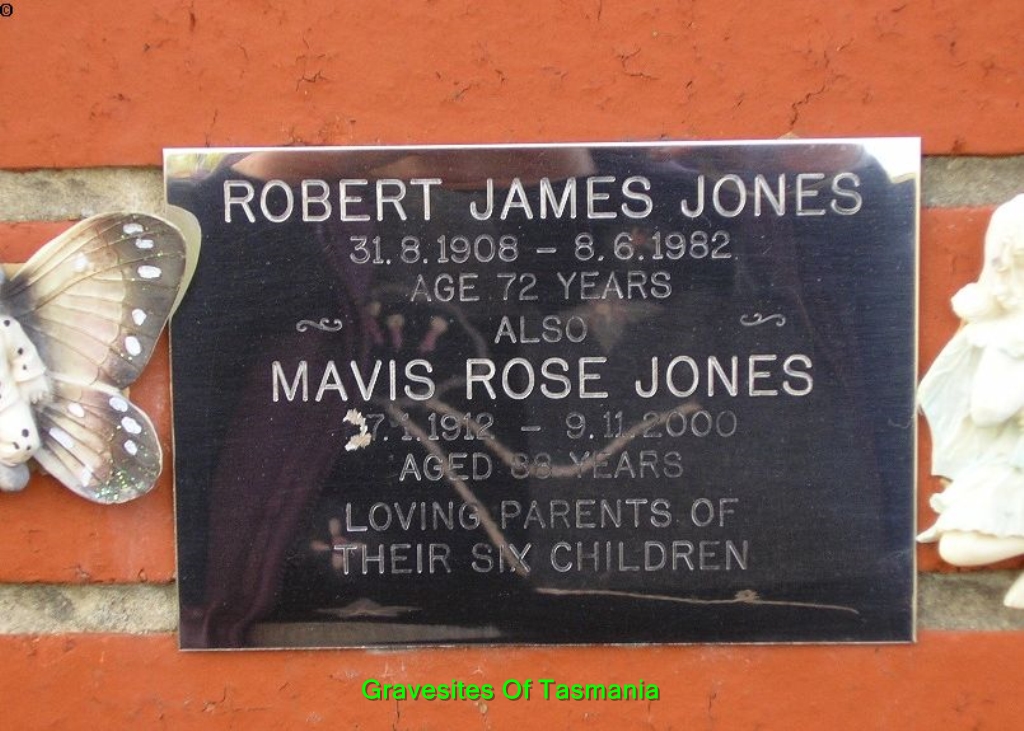 ©
ROBERT JAMES JONES
31.8.1908 – 8.6.1982
AGE 72 YEARS
ALSO
MAVIS ROSE JONES
7.1.1912 – 9.11.2000
AGED 88 YEARS
LOVING PARENTS OF
THEIR SIX CHILDREN
Gravesites Of Tasmania